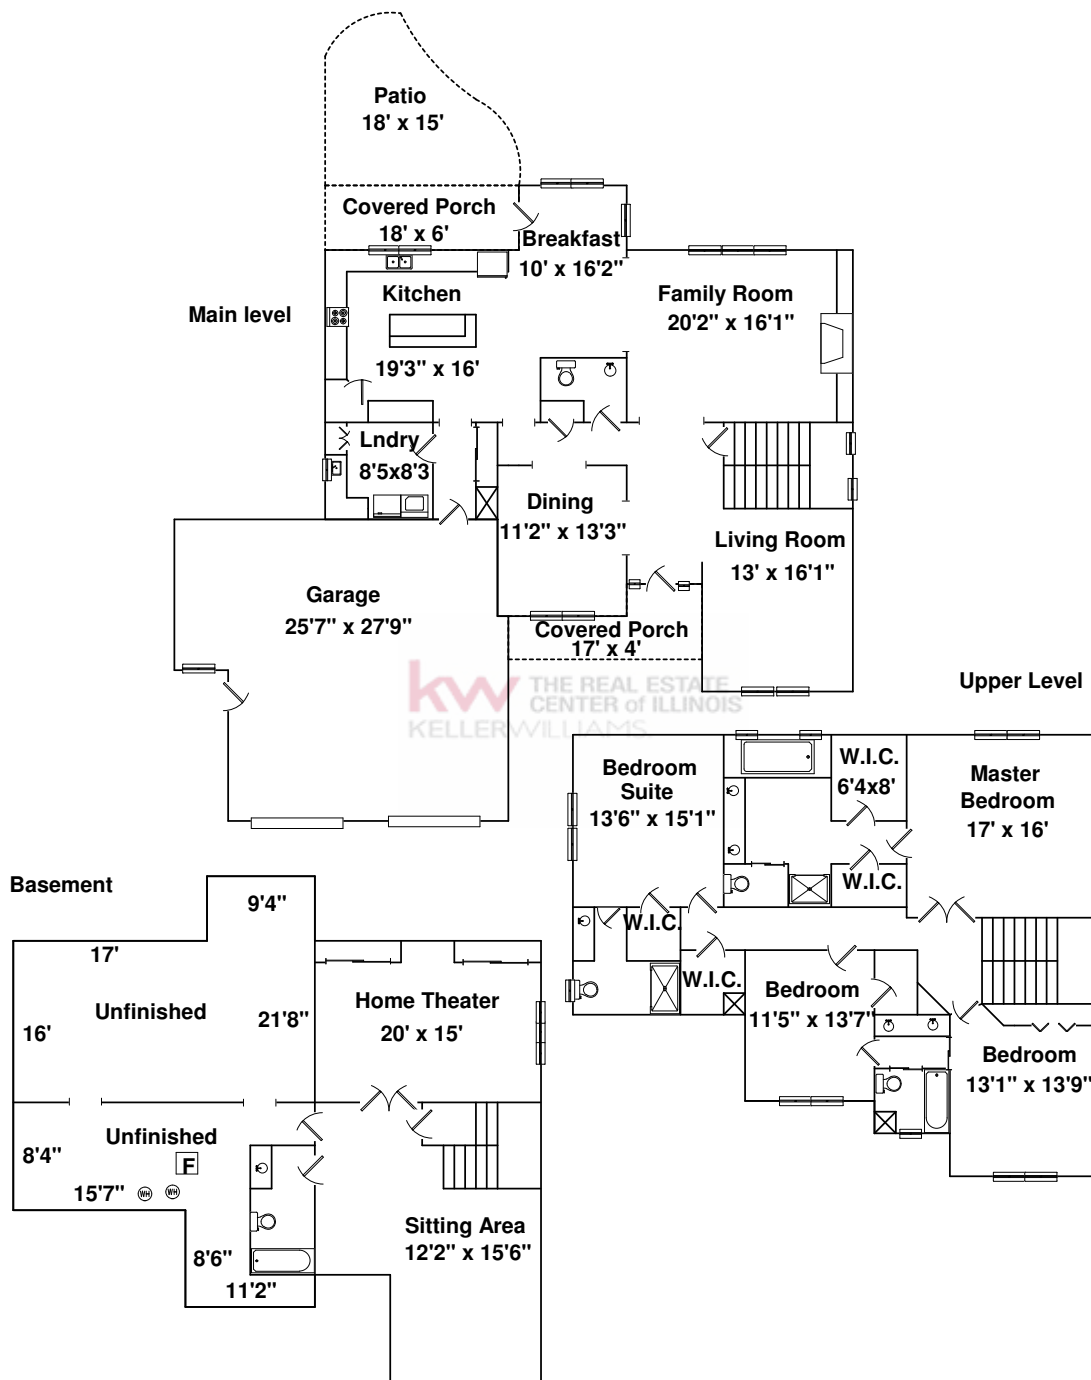 Patio
18' x 15'
Covered Porch
18' x 6'
Breakfast
10' x 16'2"
Kitchen
19'3" x 16'
Family Room
20'2" x 16'1"
Main level
Lndry
8'5x8'3
Dining
11'2" x 13'3"
Living Room
13' x 16'1"
Garage
25'7" x 27'9"
Covered Porch
17' x 4'
kw THE REAL ESTATE
CENTER of ILLINOIS
KELLERWILLIAMS.
Upper Level
Bedroom
Suite
13'6" x 15'1"
W.I.C.
6'4x8'
Master
Bedroom
17' x 16'
W.I.C.
W.I.C.
W.I.C.
Bedroom
11'5" x 13'7"
Bedroom
13'1" x 13'9"
Basement
9'4"
17'
Unfinished
16'
21'8"
Home Theater
20' x 15'
Unfinished
8'4"
F
15'7"
WH
WH
8'6"
11'2"
Sitting Area
12'2" x 15'6"